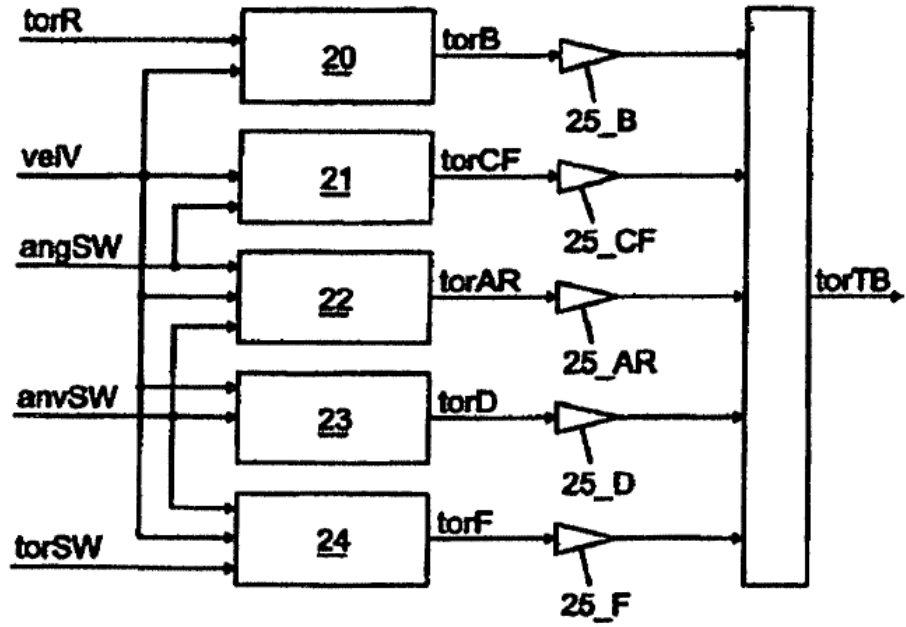 torR
20
torB
25_B
velV
21
torCF
25_CF
angSW
22
torAR
torTB
25_AR
anvSW
23
torD
25_D
torSW
24
torF
25_F